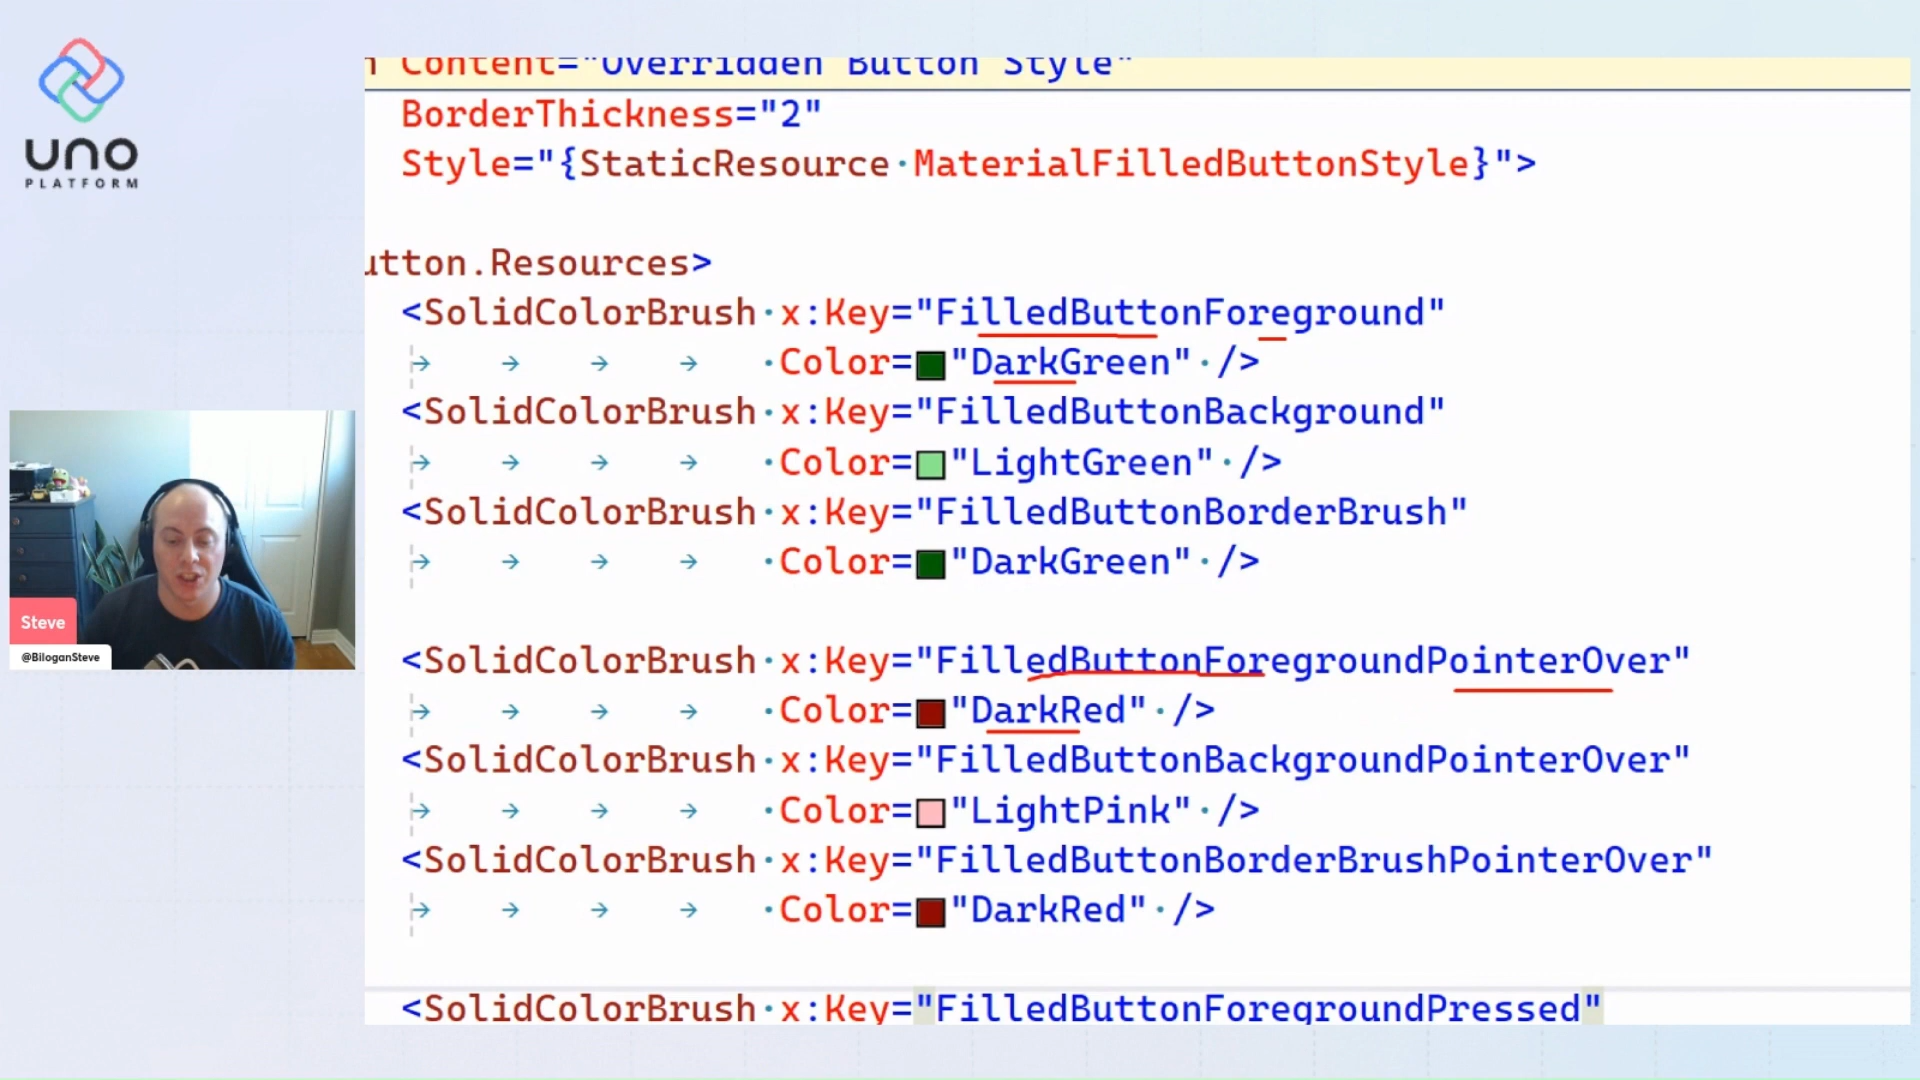 UNO
PLATFORM
Content="Overridden Button Style"
BorderThickness="2"
Style="{StaticResource MaterialFilledButtonStyle}">
utton.Resources>
<SolidColorBrush x:Key="FilledButtonForeground"
Color="DarkGreen" />
<SolidColorBrush x:Key="FilledButtonBackground"
Color="LightGreen" />
<SolidColorBrush x:Key="FilledButtonBorderBrush"
Color="DarkGreen" />
<SolidColorBrush x:Key="FilledButtonForegroundPointerOver"
Color="DarkRed" />
<SolidColorBrush x:Key="FilledButtonBackgroundPointerOver"
Color="LightPink" />
<SolidColorBrush x:Key="FilledButtonBorderBrushPointerOver"
Color="DarkRed" />
<SolidColorBrush x:Key="FilledButtonForegroundPressed"
Steve
@BiloganSteve